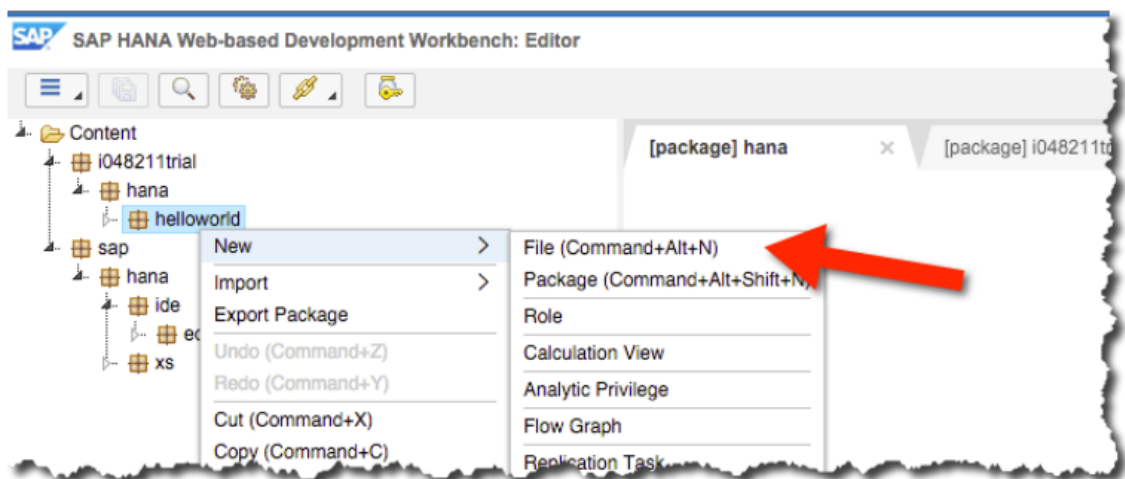 SAP SAP HANA Web-based Development Workbench: Editor
Content
i048211trial
hana
helloworld
sap
hana
ide
xs
[package] hana
[package] i048211tr
New
Import
Export Package
Undo (Command+Z)
Redo (Command+Y)
Cut (Command+X)
Copy (Command+C)
File (Command+Alt+N)
Package (Command+Alt+Shift+N)
Role
Calculation View
Analytic Privilege
Flow Graph
Replication Task